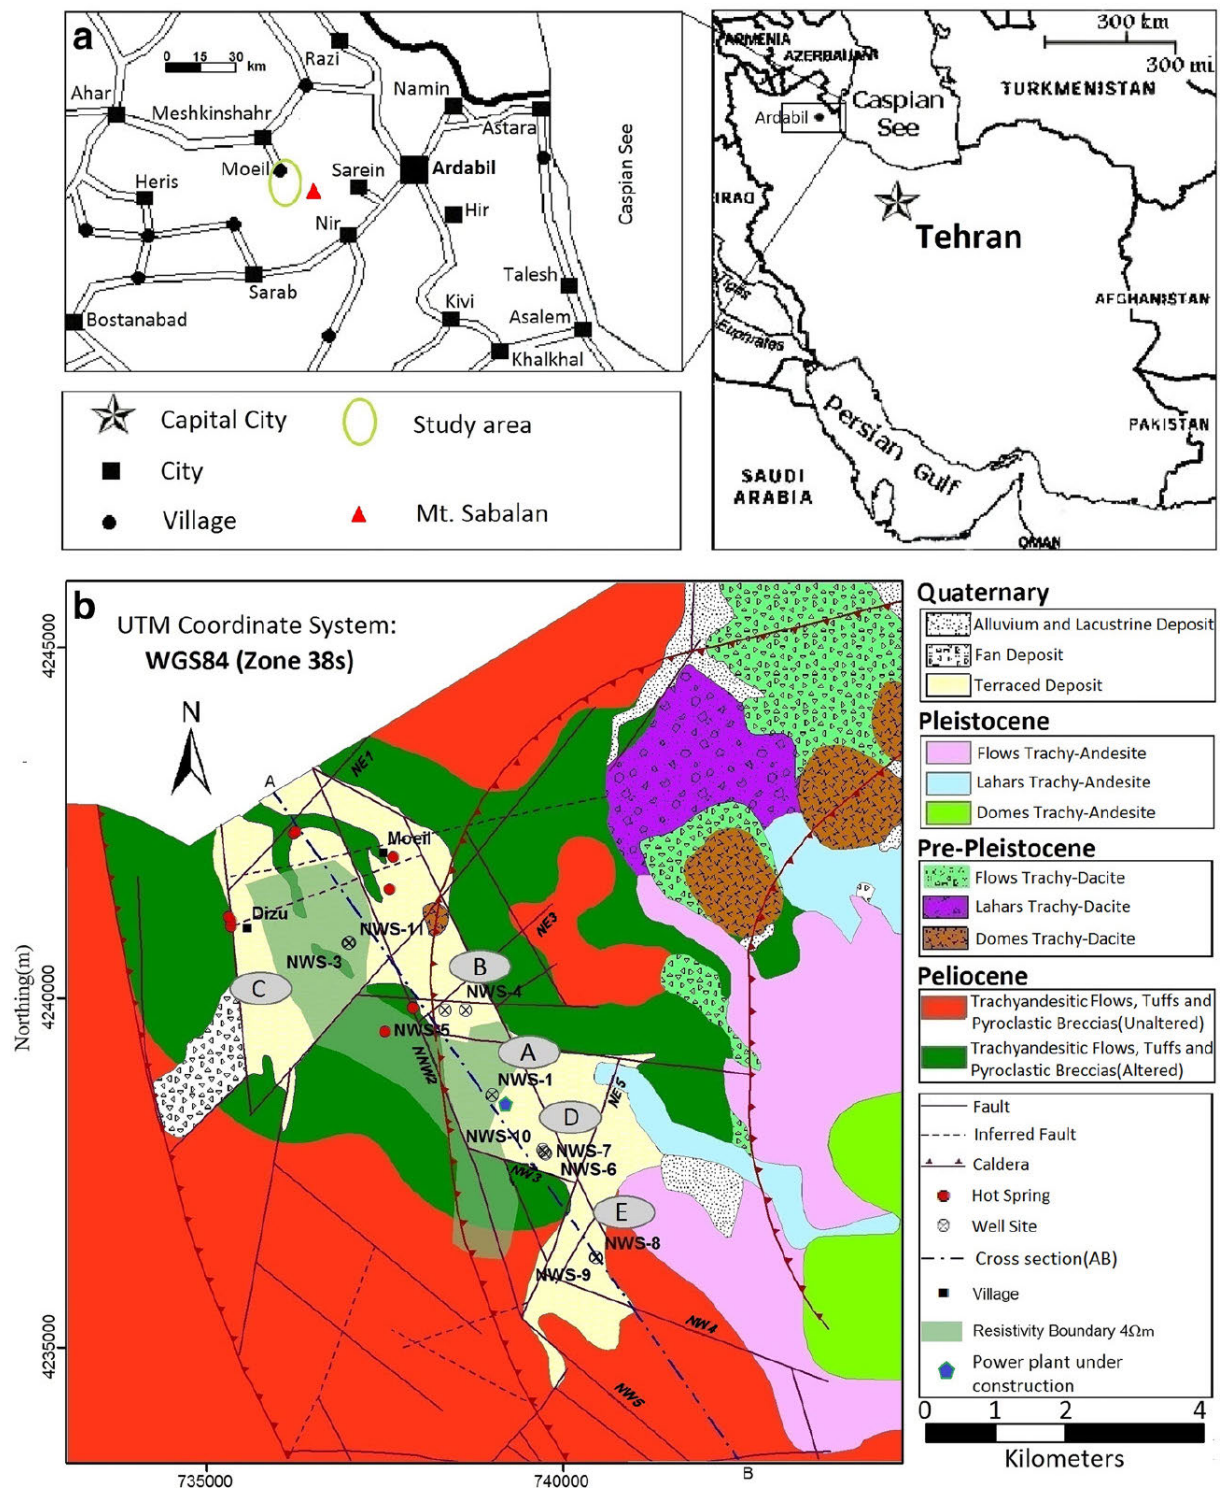 a
0 15 30 km
Razi
Ahar
Meshkinshahr
Namin
Astara
Moeil
Sarein
Ardabil
Heris
Hir
Nir
Caspian See
Sarab
Talesh
Kivi
Asalem
Bostanabad
Khalkhal
Capital City
Study area
City
Village
Mt. Sabalan
300 km
300 mi
ARMENIA
AZERBAIJAN
TURKMENISTAN
Caspian
See
Ardabil
IRAQ
Tehran
Tigis
Euphrates
AFGHANISTAN
Persian Gulf
PAKISTAN
SAUDI
ARABIA
OMAN
b
UTM Coordinate System:
WGS84 (Zone 38s)
N
Northing(m)
4245000
4240000
4235000
735000
740000
A
NE1
Moeil
Dizu
NWS-11
NWS-3
NE3
B
NWS-4
C
NWS-5
NNW2
A
NWS-1
NE5
D
NWS-10
NWS-7
NWS-6
NW3
E
NWS-8
NWS-9
NW4
NW5
B
Quaternary
Alluvium and Lacustrine Deposit
Fan Deposit
Terraced Deposit
Pleistocene
Flows Trachy-Andesite
Lahars Trachy-Andesite
Domes Trachy-Andesite
Pre-Pleistocene
Flows Trachy-Dacite
Lahars Trachy-Dacite
Domes Trachy-Dacite
Peliocene
Trachyandesitic Flows, Tuffs and
Pyroclastic Breccias(Unaltered)
Trachyandesitic Flows, Tuffs and
Pyroclastic Breccias(Altered)
Fault
Inferred Fault
Caldera
Hot Spring
Well Site
Cross section(AB)
Village
Resistivity Boundary 4Ωm
Power plant under
construction
0 1 2 4
Kilometers